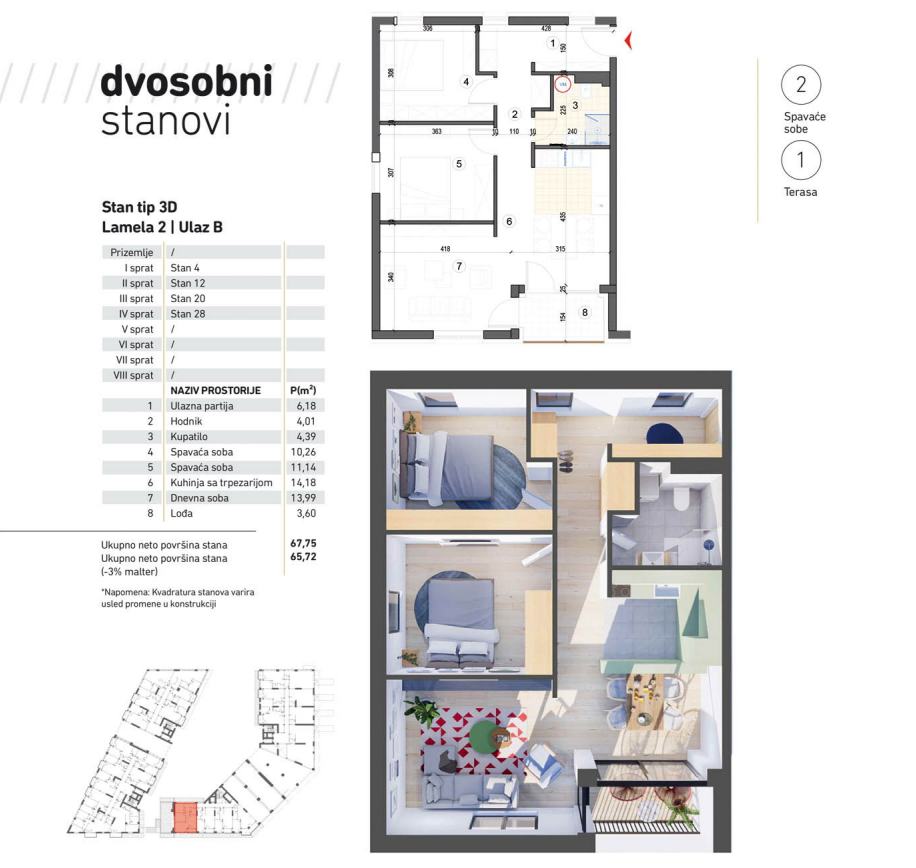 dvosobni
stanovi
Stan tip 3D
Lamela 2 | Ulaz B
Prizemlje /
I sprat Stan 4
II sprat Stan 12
III sprat Stan 20
IV sprat Stan 28
V sprat /
VI sprat /
VII sprat /
VIII sprat /
NAZIV PROSTORIJE P(m²)
1 Ulazna partija 6,18
2 Hodnik 4,01
3 Kupatilo 4,39
4 Spavaća soba 10,26
5 Spavaća soba 11,14
6 Kuhinja sa trpezarijom 14,18
7 Dnevna soba 13,99
8 Lođa 3,60
Ukupno neto površina stana 67,75
Ukupno neto površina stana 65,72
(-3% malter)
*Napomena: Kvadratura stanova varira
usled promene u konstrukciji
306 428
1 150
308
4
2
225
3
363 10 110 10 240
307
5
435
6
418 315
340
7
25
154
8
2
Spavaće
sobe
1
Terasa